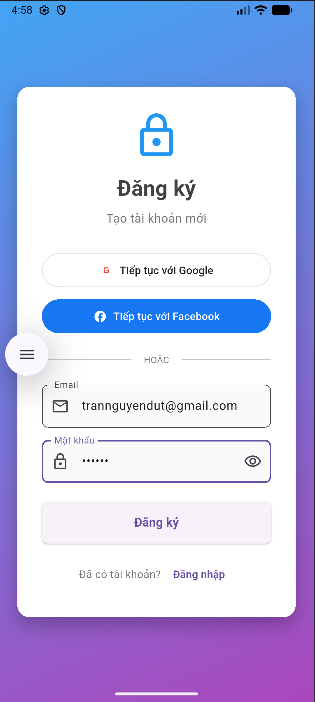 4:58
Đăng ký
Tạo tài khoản mới
G Tiếp tục với Google
Tiếp tục với Facebook
HOẶC
Email
trannguyendut@gmail.com
Mật khẩu
••••••
Đăng ký
Đã có tài khoản? Đăng nhập